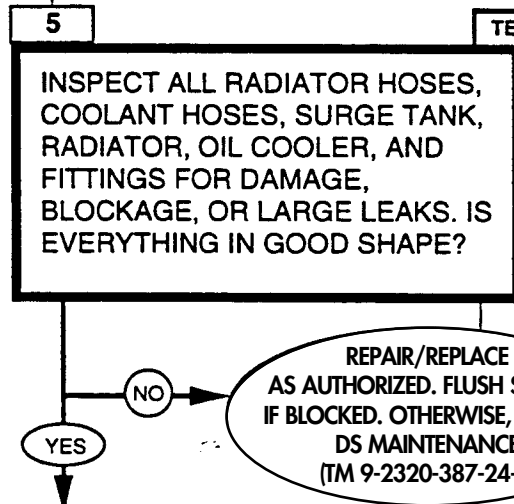 5
TE
INSPECT ALL RADIATOR HOSES,
COOLANT HOSES, SURGE TANK,
RADIATOR, OIL COOLER, AND
FITTINGS FOR DAMAGE,
BLOCKAGE, OR LARGE LEAKS. IS
EVERYTHING IN GOOD SHAPE?
REPAIR/REPLACE
NO
AS AUTHORIZED. FLUSH S
IF BLOCKED. OTHERWISE,
YES
DS MAINTENANCE
(TM 9-2320-387-24-